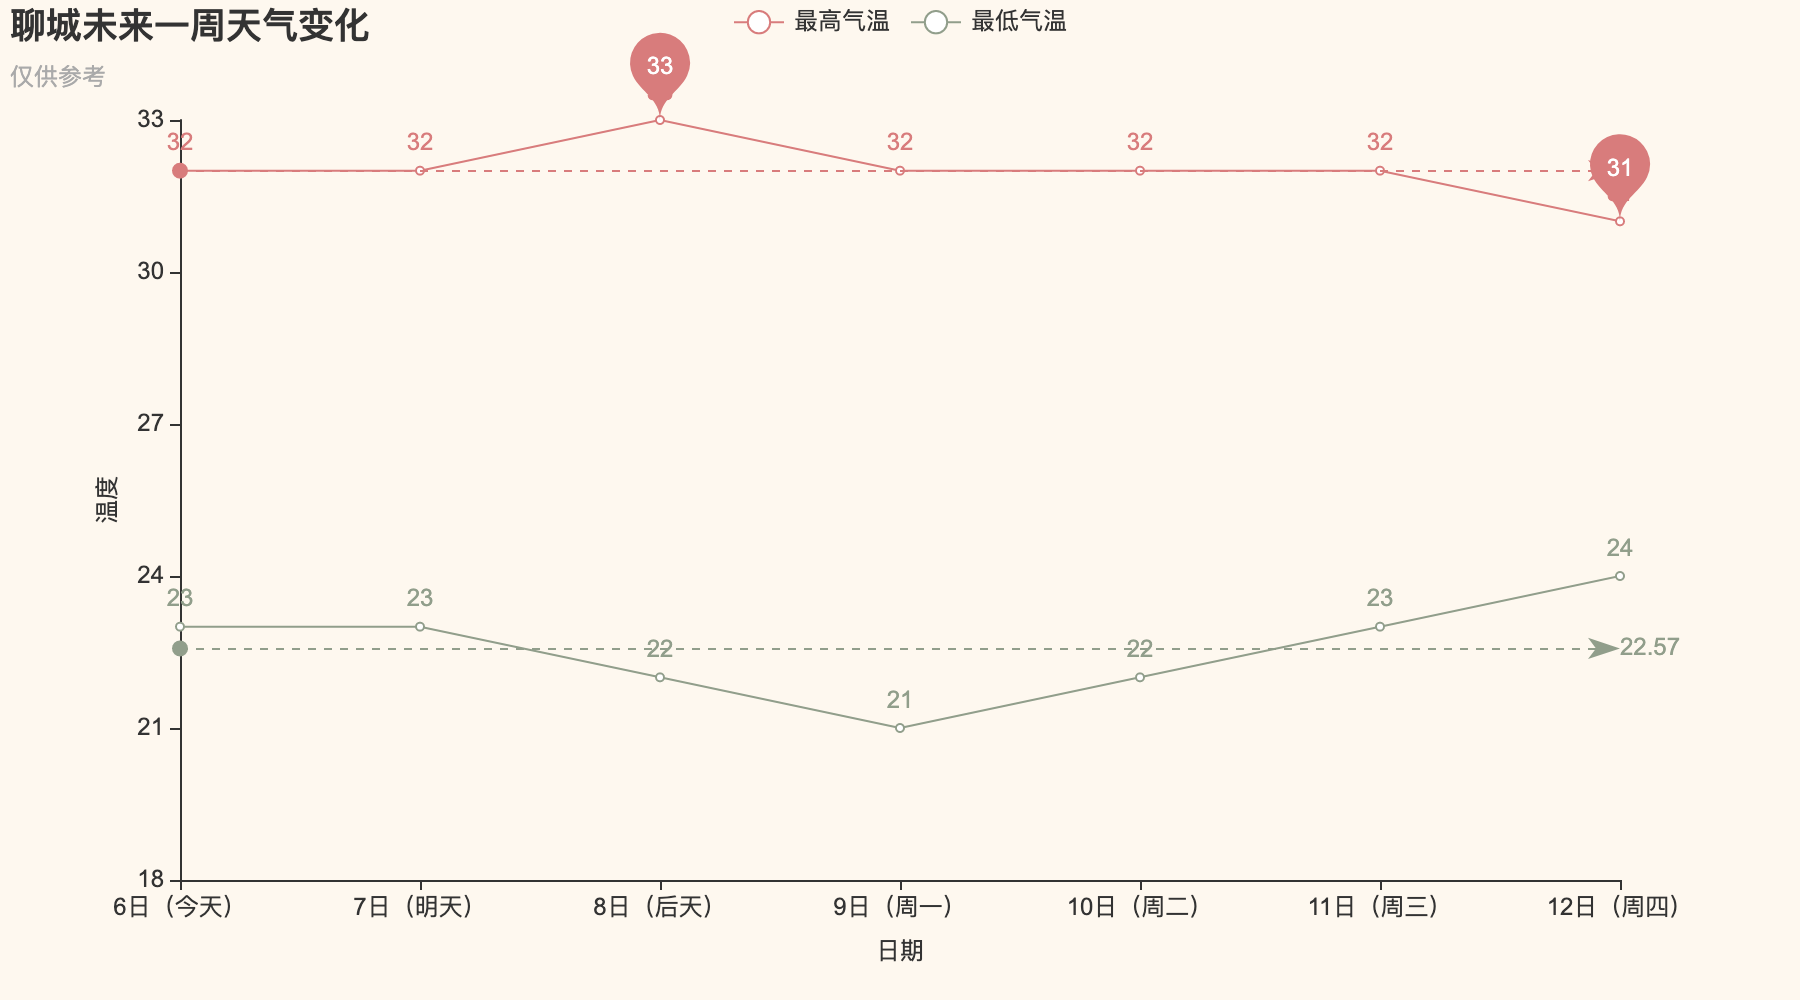 聊城未来一周天气变化
仅供参考
最高气温 最低气温
33
33
32 32 32 32 32
31
30
27
温度
24
24
23 23 23
22 22 22.57
21
21
18
6日（今天） 7日（明天） 8日（后天） 9日（周一） 10日（周二） 11日（周三） 12日（周四）
日期